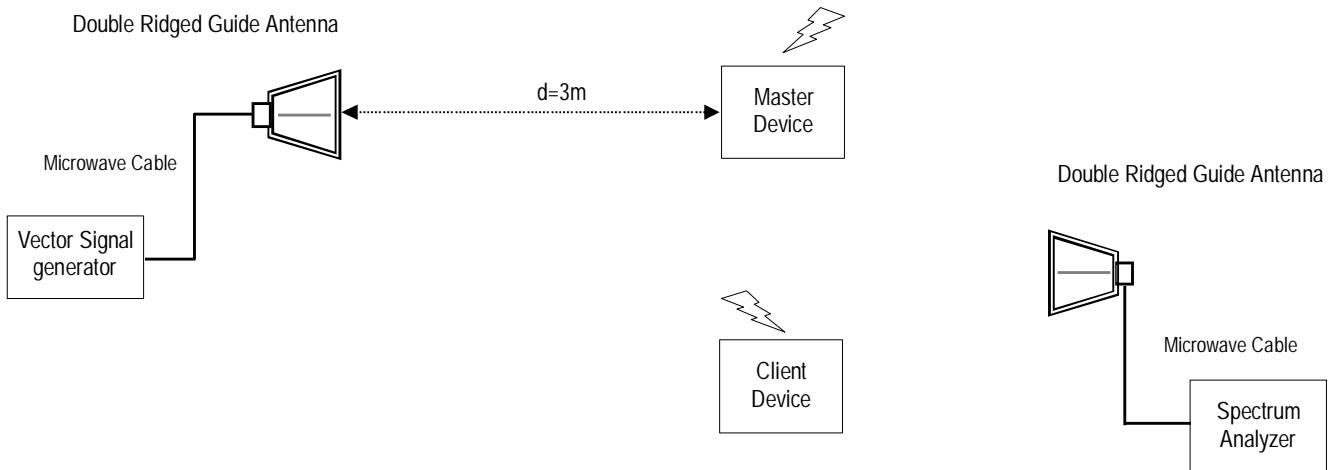 Double Ridged Guide Antenna
d=3m
Master
Device
Microwave Cable
Double Ridged Guide Antenna
Vector Signal
generator
Client
Device
Microwave Cable
Spectrum
Analyzer